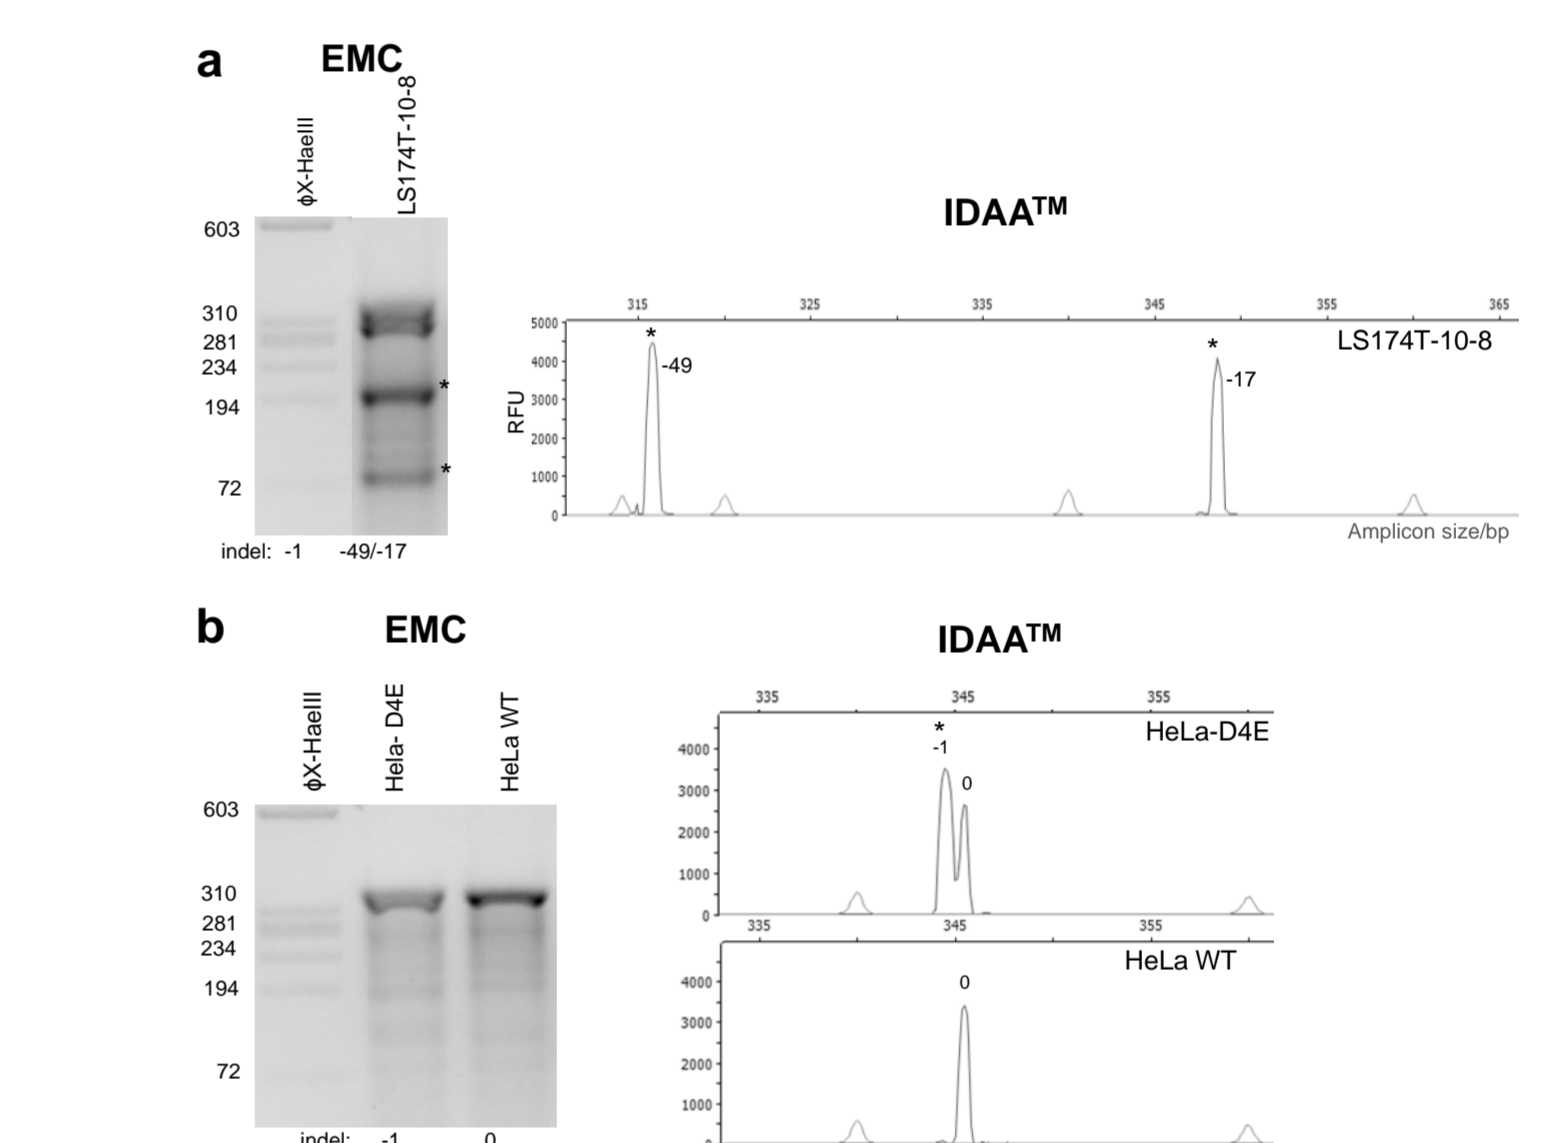 a
EMC
φX-HaeIII
LS174T-10-8
603
310
281
234
194
72
*
*
indel: -1 -49/-17
IDAA™
315 325 335 345 355 365
LS174T-10-8
5000
4000
3000
2000
1000
0
RFU
*
-49
*
-17
Amplicon size/bp
b
EMC
φX-HaeIII
Hela- D4E
HeLa WT
603
310
281
234
194
72
indel: -1 0
IDAA™
335 345 355
HeLa-D4E
*
-1
0
4000
3000
2000
1000
0
335 345 355
HeLa WT
0
4000
3000
2000
1000